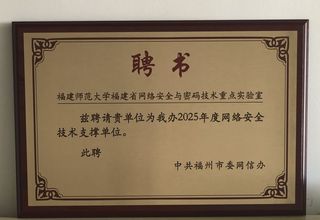 聘书
福建师范大学福建省网络安全与密码技术重点实验室
兹聘请贵单位为我办2025年度网络安全
技术支撑单位。
此聘
中共福州市委网信办